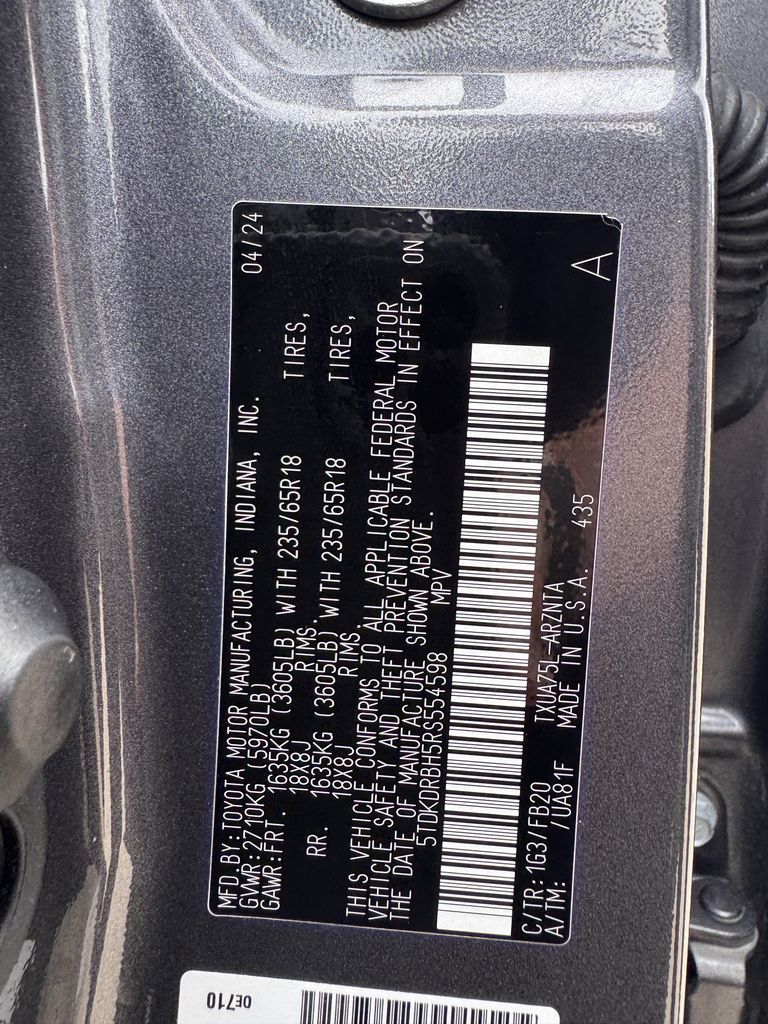 MFD.BY:TOYOTA MOTOR MANUFACTURING, INDIANA, INC. 04/24
GVWR:2710KG (5970LB)
GAWR:FRT. 1635KG (3605LB) WITH 235/65R18 TIRES,
18X8J RIMS.
RR. 1635KG (3605LB) WITH 235/65R18 TIRES,
18X8J RIMS.
THIS VEHICLE CONFORMS TO ALL APPLICABLE FEDERAL MOTOR
VEHICLE SAFETY AND THEFT PREVENTION STANDARDS IN EFFECT ON
THE DATE OF MANUFACTURE SHOWN ABOVE.
5TDKDRBH5RS554598 MPV
C/TR:1G3/FB20 TXUA75L-ARZNIA A
A/TM: /UA81F MADE IN U.S.A. 435
0E710